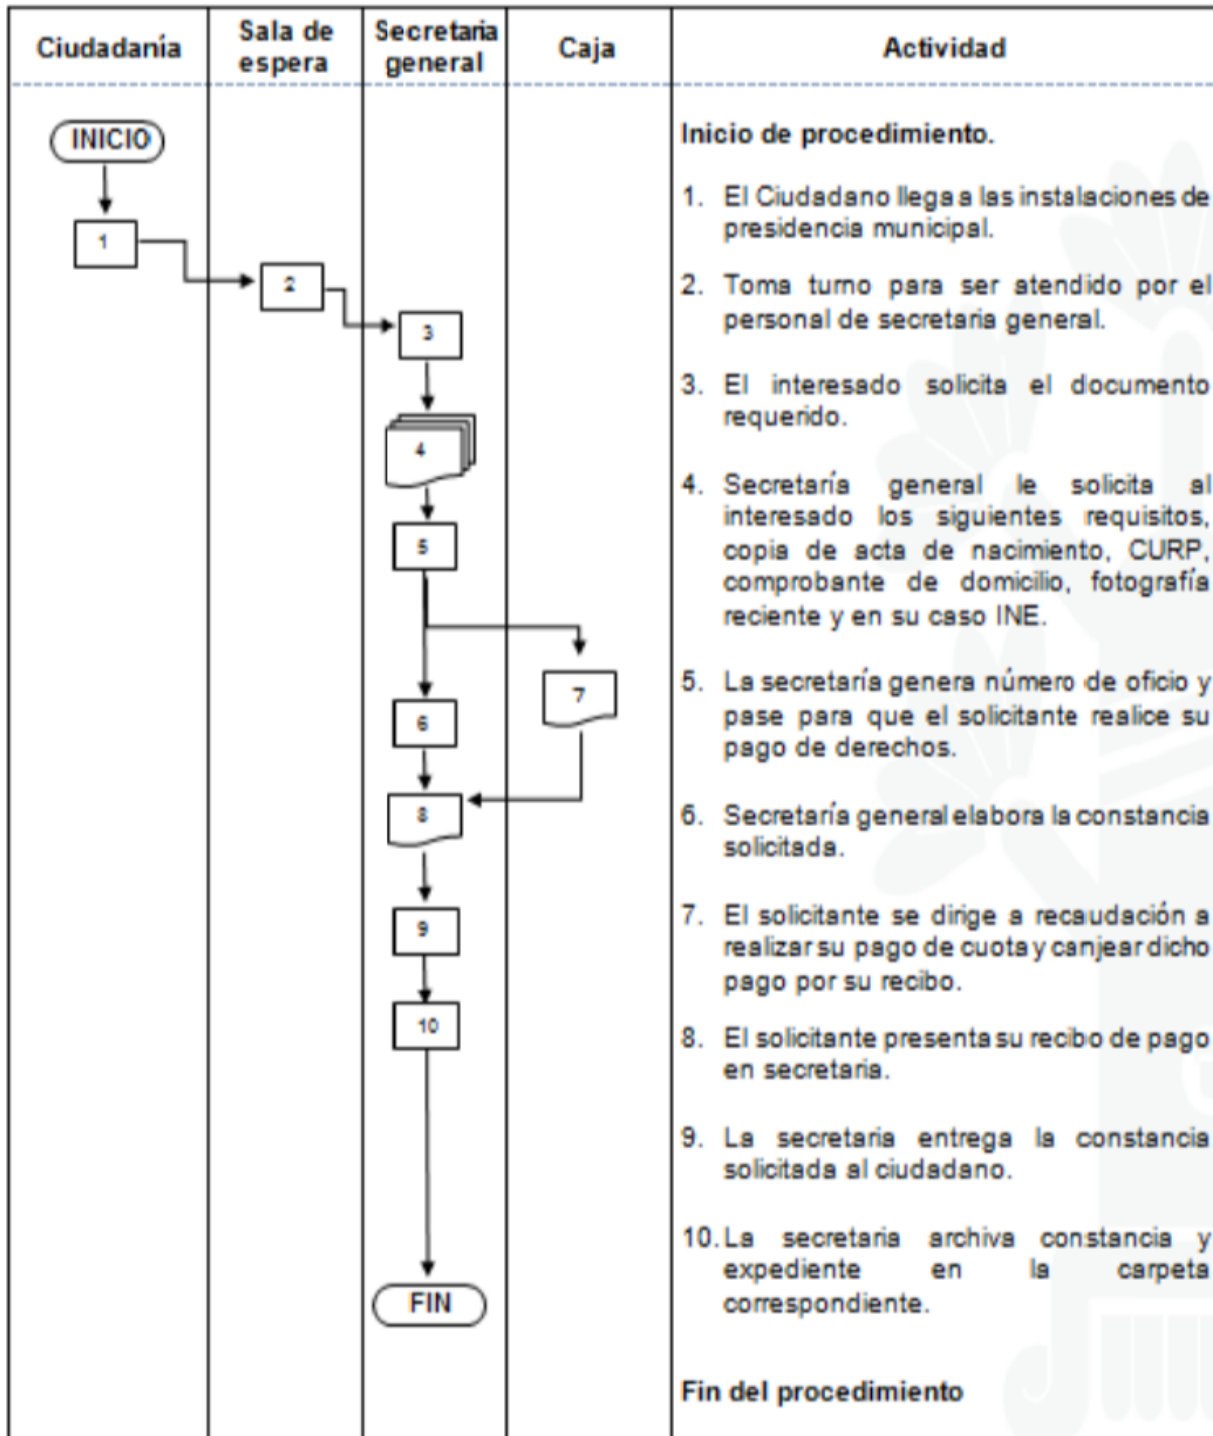 Ciudadanía
Sala de
espera
Secretaria
general
Caja
Actividad
INICIO
1
2
3
4
5
6
7
8
9
10
FIN
Inicio de procedimiento.
1. El Ciudadano llega a las instalaciones de
presidencia municipal.
2. Toma turno para ser atendido por el
personal de secretaria general.
3. El interesado solicita el documento
requerido.
4. Secretaría general le solicita al
interesado los siguientes requisitos,
copia de acta de nacimiento, CURP,
comprobante de domicilio, fotografía
reciente y en su caso INE.
5. La secretaría genera número de oficio y
pase para que el solicitante realice su
pago de derechos.
6. Secretaría general elabora la constancia
solicitada.
7. El solicitante se dirige a recaudación a
realizar su pago de cuota y canjear dicho
pago por su recibo.
8. El solicitante presenta su recibo de pago
en secretaria.
9. La secretaria entrega la constancia
solicitada al ciudadano.
10. La secretaria archiva constancia y
expediente en la carpeta
correspondiente.
Fin del procedimiento